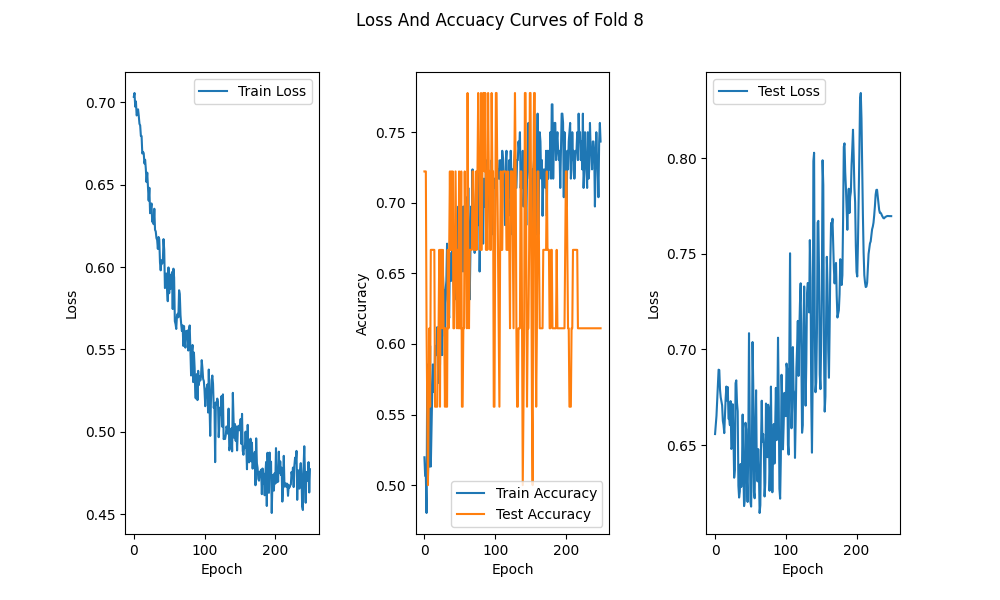 Loss And Accuacy Curves of Fold 8
Train Loss
0.70
0.65
0.60
0.55
0.50
0.45
Loss
0
100
200
Epoch
0.75
0.70
0.65
0.60
0.55
0.50
Accuracy
Train Accuracy
Test Accuracy
0
100
200
Epoch
Test Loss
0.80
0.75
0.70
0.65
Loss
0
100
200
Epoch